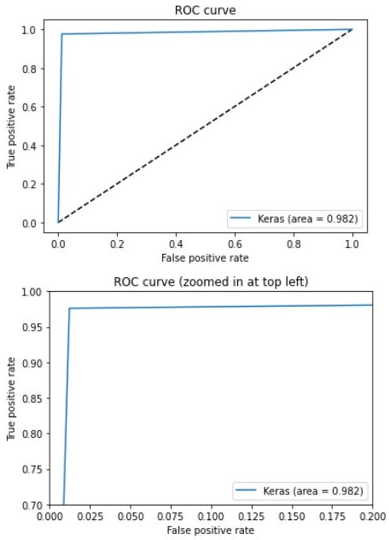 ROC curve
1.0
0.8
0.6
0.4
0.2
0.0
True positive rate
Keras (area = 0.982)
0.0 0.2 0.4 0.6 0.8 1.0
False positive rate
ROC curve (zoomed in at top left)
1.00
0.95
0.90
0.85
0.80
0.75
0.70
True positive rate
Keras (area = 0.982)
0.000 0.025 0.050 0.075 0.100 0.125 0.150 0.175 0.200
False positive rate